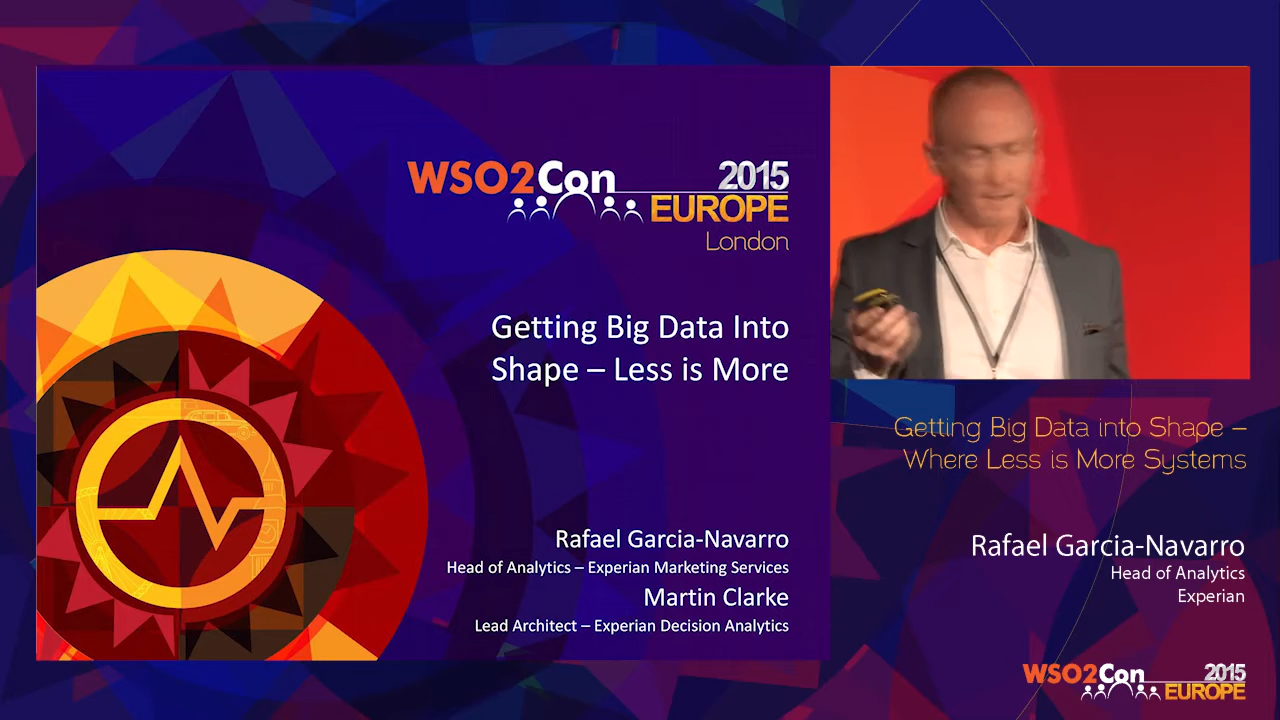 WSO2Con 2015
EUROPE
London
Getting Big Data Into
Shape – Less is More
Rafael Garcia-Navarro
Head of Analytics – Experian Marketing Services
Martin Clarke
Lead Architect – Experian Decision Analytics
Getting Big Data into Shape –
Where Less is More Systems
Rafael Garcia-Navarro
Head of Analytics
Experian
WSO2Con 2015
EUROPE